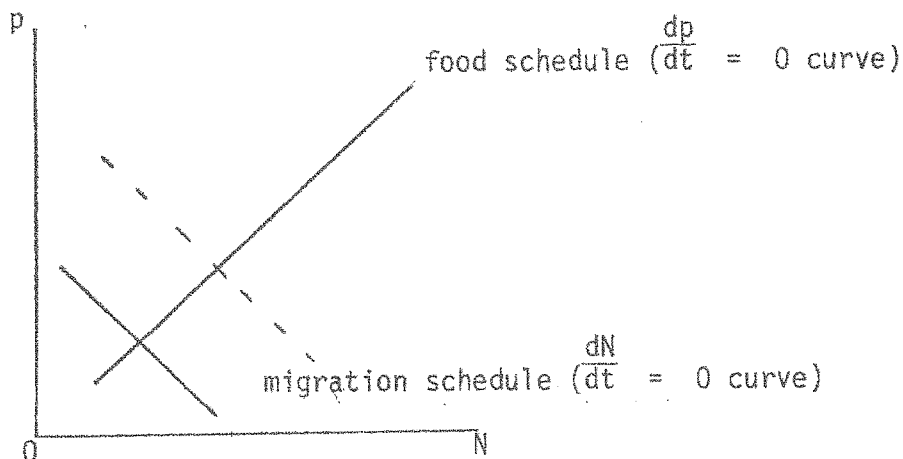 p
food schedule (dp/dt = 0 curve)
migration schedule (dN/dt = 0 curve)
0
N